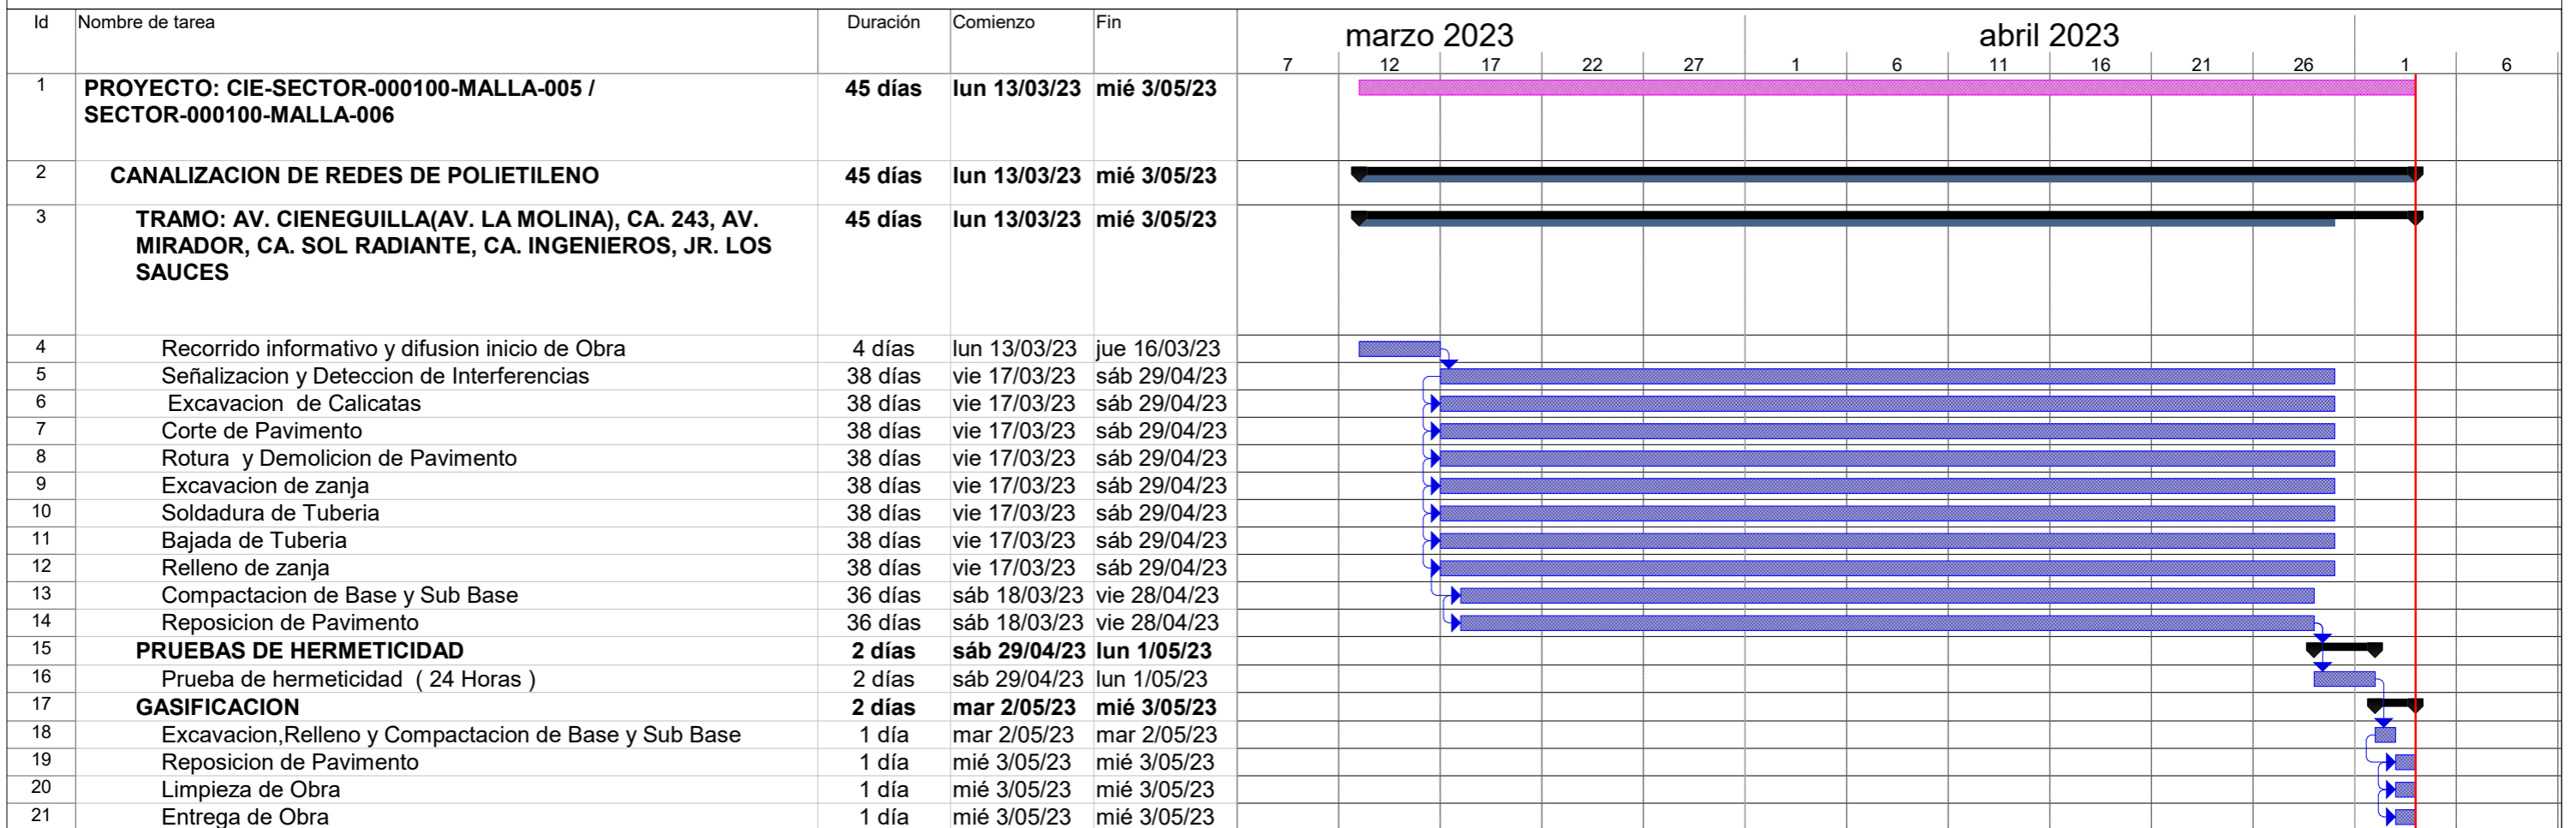 Id Nombre de tarea Duración Comienzo Fin marzo 2023 abril 2023
7 12 17 22 27 1 6 11 16 21 26 1 6
1 PROYECTO: CIE-SECTOR-000100-MALLA-005 / 45 días lun 13/03/23 mié 3/05/23
SECTOR-000100-MALLA-006
2 CANALIZACION DE REDES DE POLIETILENO 45 días lun 13/03/23 mié 3/05/23
3 TRAMO: AV. CIENEGUILLA(AV. LA MOLINA), CA. 243, AV. 45 días lun 13/03/23 mié 3/05/23
MIRADOR, CA. SOL RADIANTE, CA. INGENIEROS, JR. LOS
SAUCES
4 Recorrido informativo y difusion inicio de Obra 4 días lun 13/03/23 jue 16/03/23
5 Señalizacion y Deteccion de Interferencias 38 días vie 17/03/23 sáb 29/04/23
6 Excavacion de Calicatas 38 días vie 17/03/23 sáb 29/04/23
7 Corte de Pavimento 38 días vie 17/03/23 sáb 29/04/23
8 Rotura y Demolicion de Pavimento 38 días vie 17/03/23 sáb 29/04/23
9 Excavacion de zanja 38 días vie 17/03/23 sáb 29/04/23
10 Soldadura de Tuberia 38 días vie 17/03/23 sáb 29/04/23
11 Bajada de Tuberia 38 días vie 17/03/23 sáb 29/04/23
12 Relleno de zanja 38 días vie 17/03/23 sáb 29/04/23
13 Compactacion de Base y Sub Base 36 días sáb 18/03/23 vie 28/04/23
14 Reposicion de Pavimento 36 días sáb 18/03/23 vie 28/04/23
15 PRUEBAS DE HERMETICIDAD 2 días sáb 29/04/23 lun 1/05/23
16 Prueba de hermeticidad ( 24 Horas ) 2 días sáb 29/04/23 lun 1/05/23
17 GASIFICACION 2 días mar 2/05/23 mié 3/05/23
18 Excavacion,Relleno y Compactacion de Base y Sub Base 1 día mar 2/05/23 mar 2/05/23
19 Reposicion de Pavimento 1 día mié 3/05/23 mié 3/05/23
20 Limpieza de Obra 1 día mié 3/05/23 mié 3/05/23
21 Entrega de Obra 1 día mié 3/05/23 mié 3/05/23